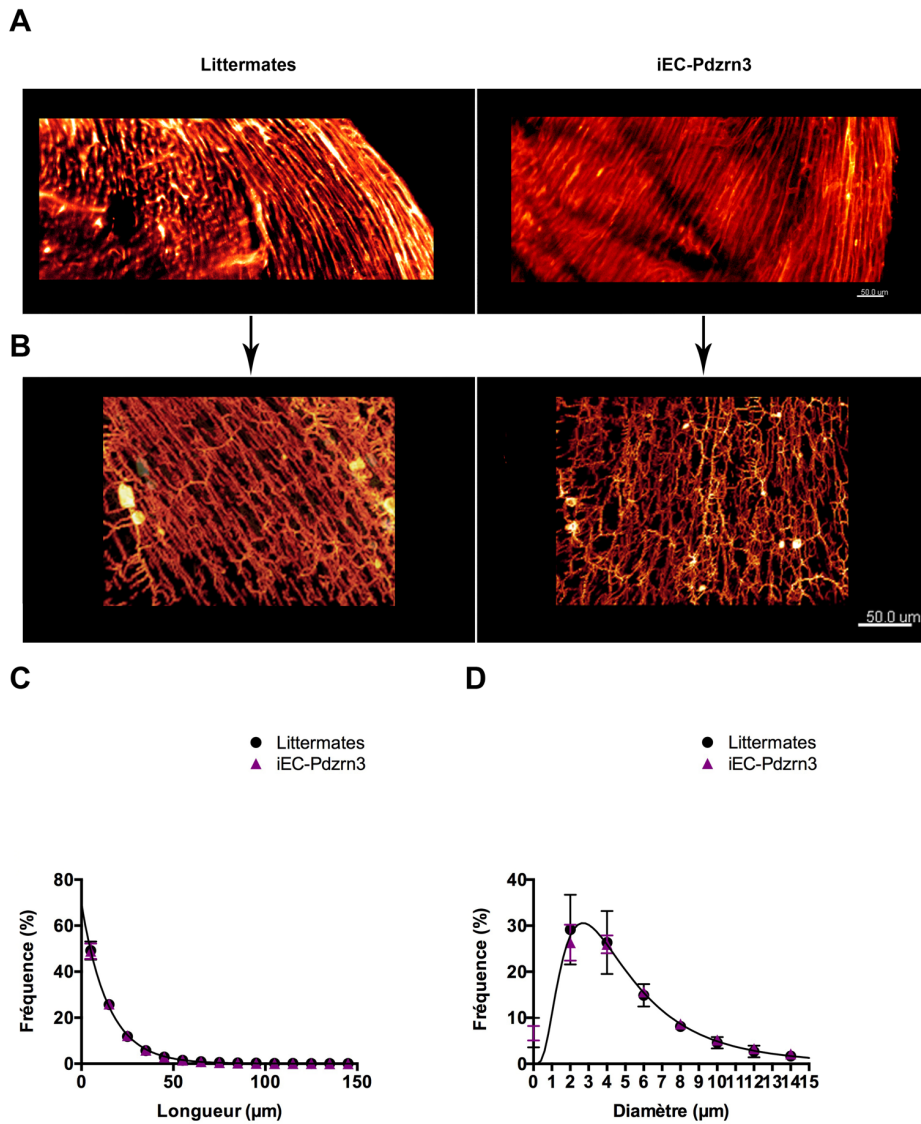 A
Littermates
iEC-Pdzrn3
50.0 um
B
50.0 um
C
Littermates
iEC-Pdzrn3
80
60
40
20
0
Fréquence (%)
0 50 100 150
Longueur (µm)
D
Littermates
iEC-Pdzrn3
40
30
20
10
0
Fréquence (%)
0 1 2 3 4 5 6 7 8 9 10 11 12 13 14 15
Diamètre (µm)